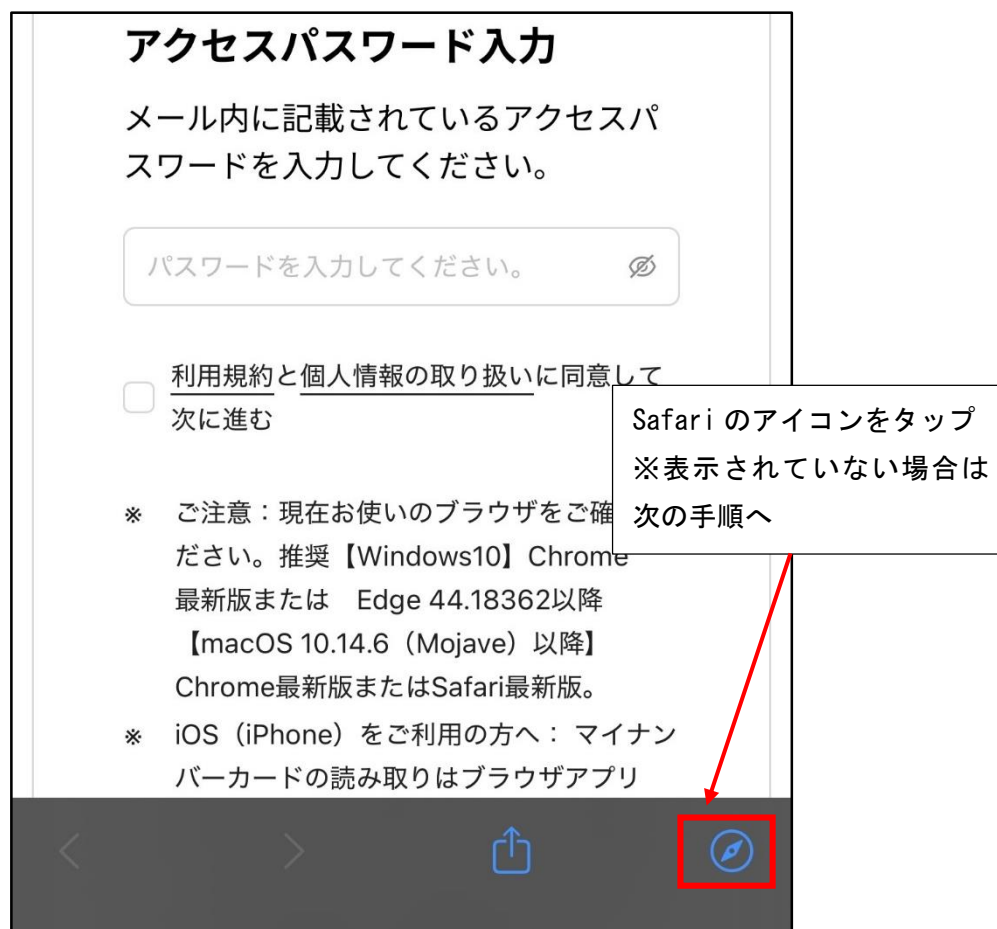 アクセスパスワード入力
メール内に記載されているアクセスパ
スワードを入力してください。
パスワードを入力してください。
利用規約と個人情報の取り扱いに同意して
次に進む
Safariのアイコンをタップ
※表示されていない場合は
次の手順へ
※ ご注意：現在お使いのブラウザをご確
ださい。推奨【Windows10】Chrome
最新版または　Edge 44.18362以降
【macOS 10.14.6（Mojave）以降】
Chrome最新版またはSafari最新版。
※ iOS（iPhone）をご利用の方へ： マイナン
バーカードの読み取りはブラウザアプリ